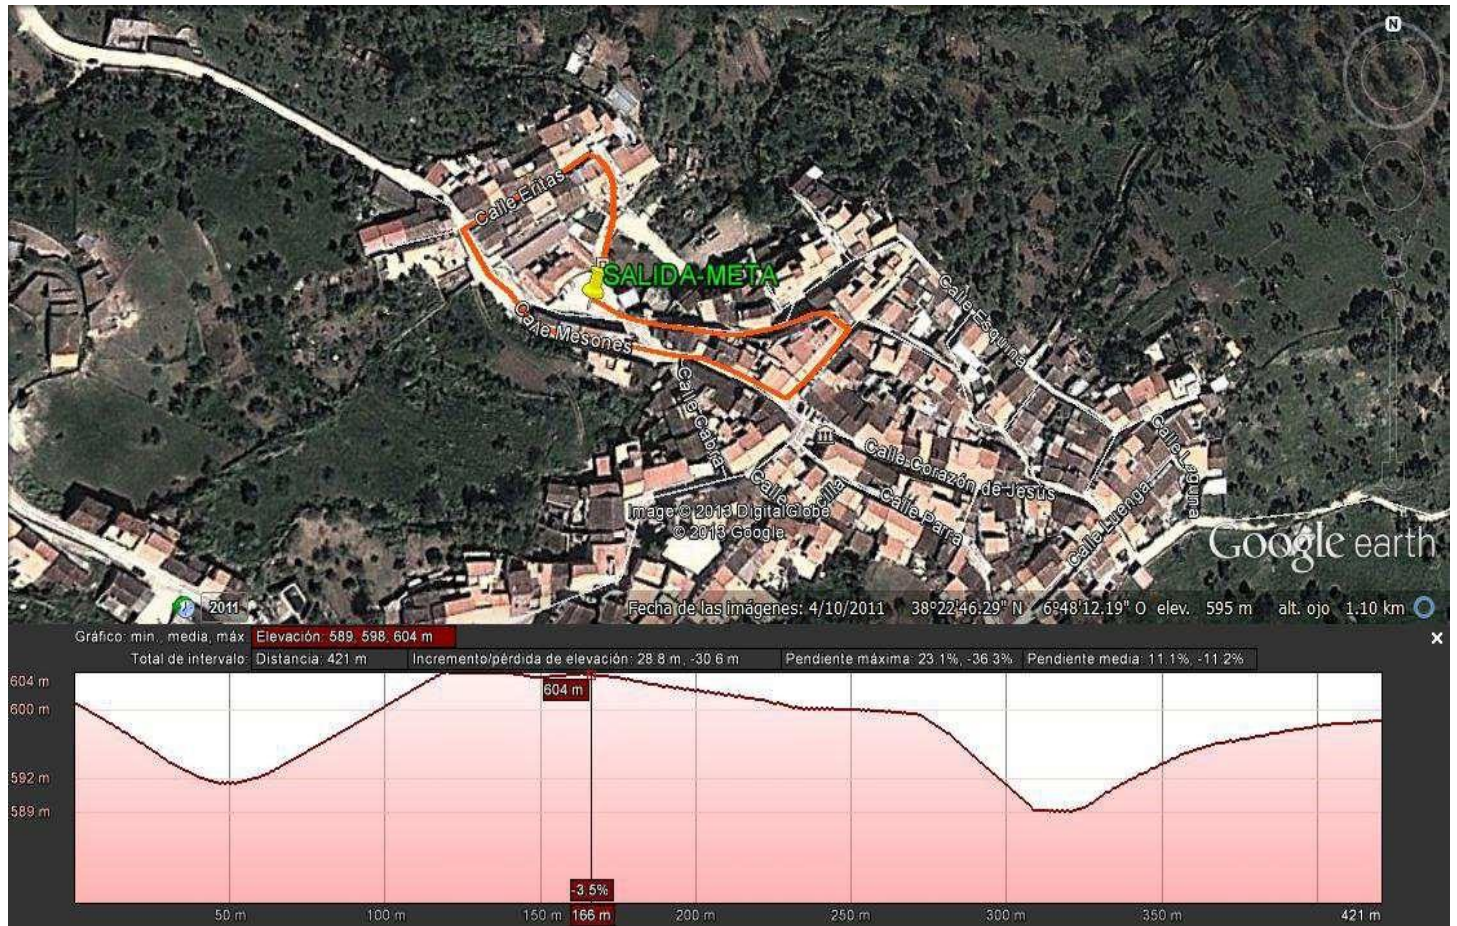 N
Calle Eritas
SALIDA-META
Calle Esquina
Calle Mesones
Calle Cabra
Calle Laguna
Calle Corazón de Jesús
Calle
cilla
Calle Parra
Calle Luenga
Image © 2013 DigitalGlobe
© 2013 Google
Google earth
2011
Fecha de las imágenes: 4/10/2011 38°22'46.29" N 6°48'12.19" O elev. 595 m alt. ojo 1.10 km
Gráfico: mín., media, máx Elevación: 589, 598, 604 m
Total de intervalo: Distancia: 421 m Incremento/pérdida de elevación: 28.8 m, -30.6 m Pendiente máxima: 23.1%, -36.3% Pendiente media: 11.1%, -11.2%
604 m
604 m
600 m
592 m
589 m
-3.5%
50 m 100 m 150 m 166 m 200 m 250 m 300 m 350 m 421 m